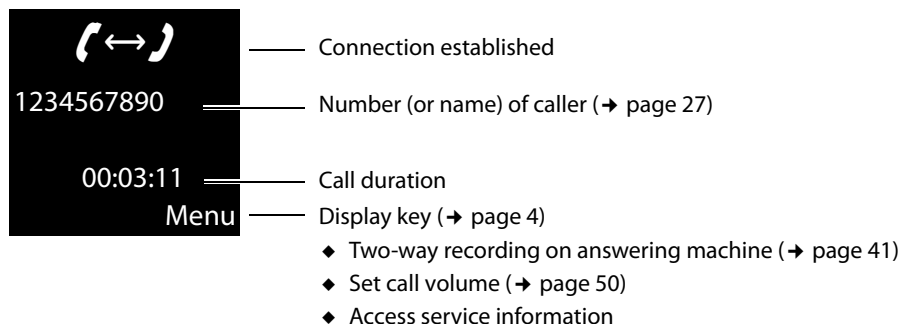 Connection established
1234567890 Number (or name) of caller (➔ page 27)
00:03:11 Call duration
Menu Display key (➔ page 4)
◆ Two-way recording on answering machine (➔ page 41)
◆ Set call volume (➔ page 50)
◆ Access service information